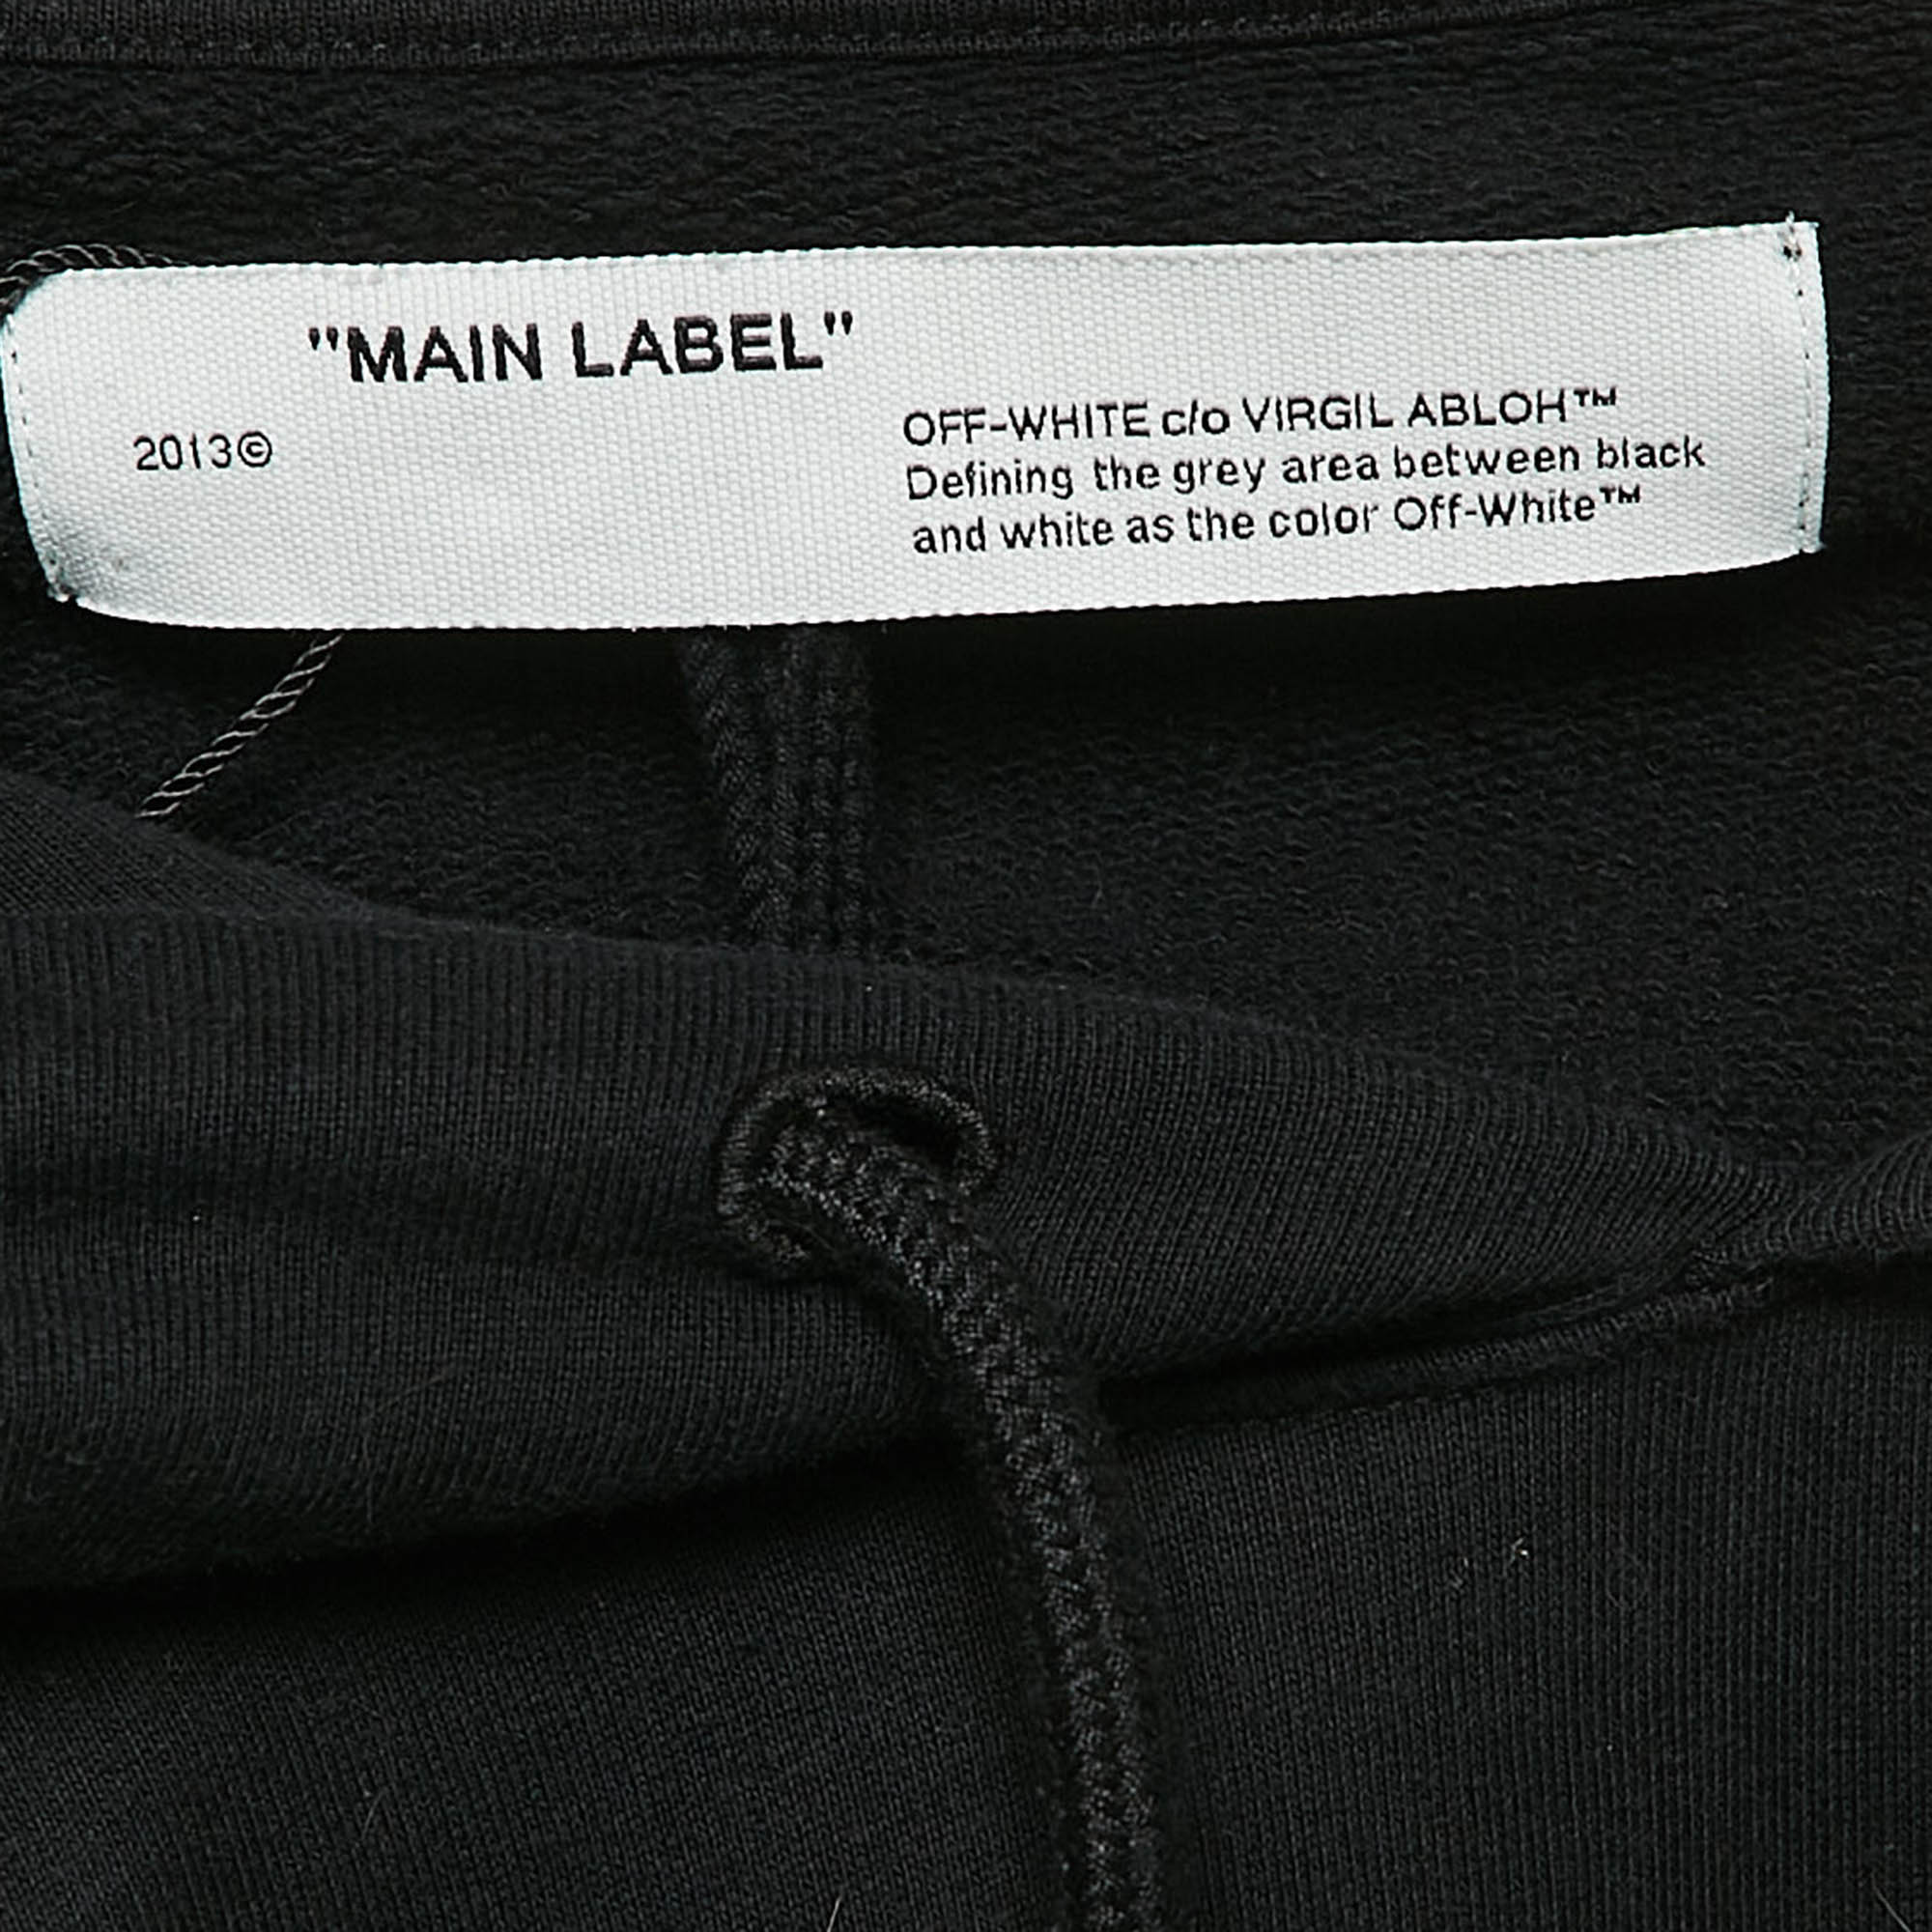 "MAIN LABEL"
2013©
OFF-WHITE c/o VIRGIL ABLOH™
Defining the grey area between black
and white as the color Off-White™